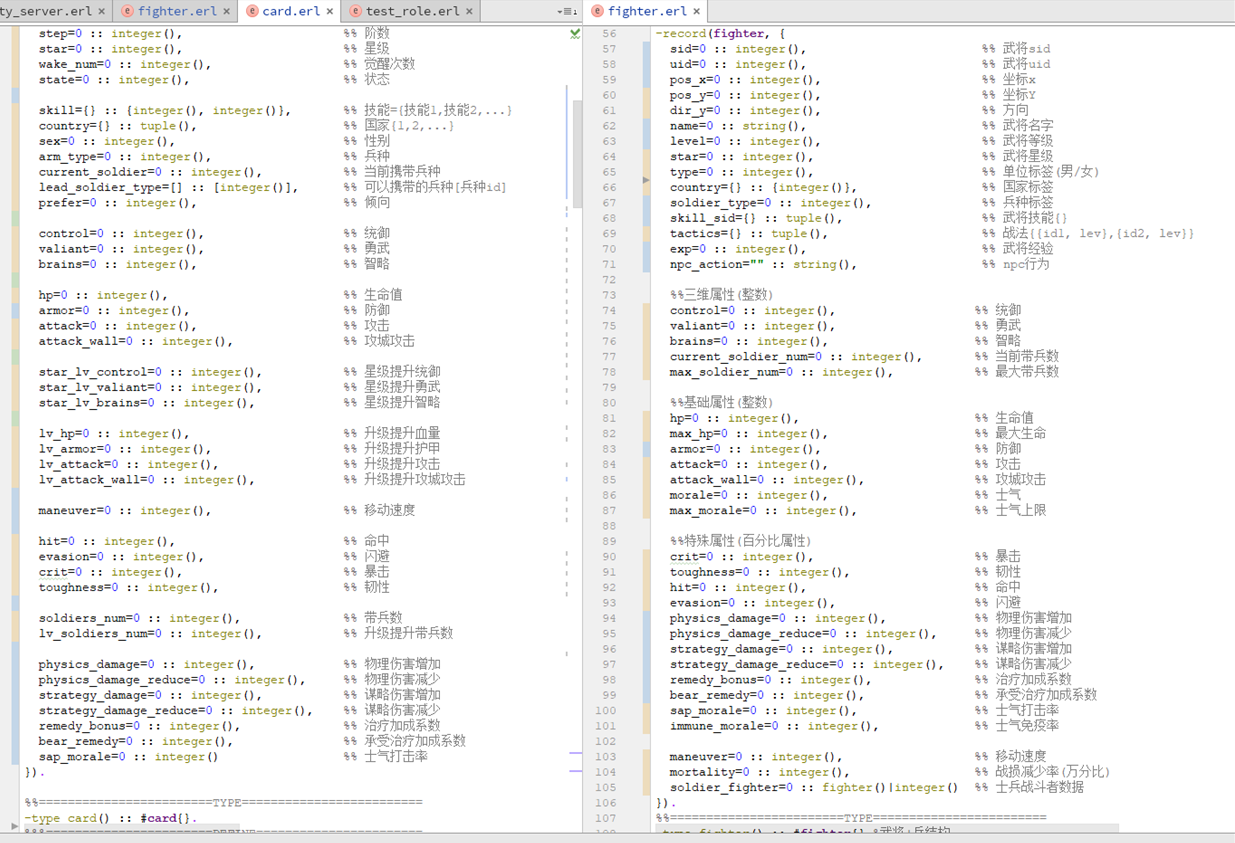 ty_server.erl × fighter.erl × card.erl × test_role.erl ×
step=0 :: integer(), %% 阶数
star=0 :: integer(), %% 星级
wake_num=0 :: integer(), %% 觉醒次数
state=0 :: integer(), %% 状态
skill={} :: {integer(), integer()}, %% 技能={技能1,技能2,...}
country={} :: tuple(), %% 国家{1,2,...}
sex=0 :: integer(), %% 性别
arm_type=0 :: integer(), %% 兵种
current_soldier=0 :: integer(), %% 当前携带兵种
lead_soldier_type=[] :: [integer()], %% 可以携带的兵种[兵种id]
prefer=0 :: integer(), %% 倾向
control=0 :: integer(), %% 统御
valiant=0 :: integer(), %% 勇武
brains=0 :: integer(), %% 智略
hp=0 :: integer(), %% 生命值
armor=0 :: integer(), %% 防御
attack=0 :: integer(), %% 攻击
attack_wall=0 :: integer(), %% 攻城攻击
star_lv_control=0 :: integer(), %% 星级提升统御
star_lv_valiant=0 :: integer(), %% 星级提升勇武
star_lv_brains=0 :: integer(), %% 星级提升智略
lv_hp=0 :: integer(), %% 升级提升血量
lv_armor=0 :: integer(), %% 升级提升护甲
lv_attack=0 :: integer(), %% 升级提升攻击
lv_attack_wall=0 :: integer(), %% 升级提升攻城攻击
maneuver=0 :: integer(), %% 移动速度
hit=0 :: integer(), %% 命中
evasion=0 :: integer(), %% 闪避
crit=0 :: integer(), %% 暴击
toughness=0 :: integer(), %% 韧性
soldiers_num=0 :: integer(), %% 带兵数
lv_soldiers_num=0 :: integer(), %% 升级提升带兵数
physics_damage=0 :: integer(), %% 物理伤害增加
physics_damage_reduce=0 :: integer(), %% 物理伤害减少
strategy_damage=0 :: integer(), %% 谋略伤害增加
strategy_damage_reduce=0 :: integer(), %% 谋略伤害减少
remedy_bonus=0 :: integer(), %% 治疗加成系数
bear_remedy=0 :: integer(), %% 承受治疗加成系数
sap_morale=0 :: integer() %% 士气打击率
}).
%%========================TYPE=========================
-type card() :: #card{}.
fighter.erl ×
56 -record(fighter, {
57 sid=0 :: integer(), %% 武将sid
58 uid=0 :: integer(), %% 武将uid
59 pos_x=0 :: integer(), %% 坐标x
60 pos_y=0 :: integer(), %% 坐标Y
61 dir_y=0 :: integer(), %% 方向
62 name=0 :: string(), %% 武将名字
63 level=0 :: integer(), %% 武将等级
64 star=0 :: integer(), %% 武将星级
65 type=0 :: integer(), %% 单位标签(男/女)
66 country={} :: {integer()}, %% 国家标签
67 soldier_type=0 :: integer(), %% 兵种标签
68 skill_sid={} :: tuple(), %% 武将技能{}
69 tactics={} :: tuple(), %% 战法{{id1, lev},{id2, lev}}
70 exp=0 :: integer(), %% 武将经验
71 npc_action="" :: string(), %% npc行为
72
73 %%三维属性(整数)
74 control=0 :: integer(), %% 统御
75 valiant=0 :: integer(), %% 勇武
76 brains=0 :: integer(), %% 智略
77 current_soldier_num=0 :: integer(), %% 当前带兵数
78 max_soldier_num=0 :: integer(), %% 最大带兵数
79
80 %%基础属性(整数)
81 hp=0 :: integer(), %% 生命值
82 max_hp=0 :: integer(), %% 最大生命
83 armor=0 :: integer(), %% 防御
84 attack=0 :: integer(), %% 攻击
85 attack_wall=0 :: integer(), %% 攻城攻击
86 morale=0 :: integer(), %% 士气
87 max_morale=0 :: integer(), %% 士气上限
88
89 %%特殊属性(百分比属性)
90 crit=0 :: integer(), %% 暴击
91 toughness=0 :: integer(), %% 韧性
92 hit=0 :: integer(), %% 命中
93 evasion=0 :: integer(), %% 闪避
94 physics_damage=0 :: integer(), %% 物理伤害增加
95 physics_damage_reduce=0 :: integer(), %% 物理伤害减少
96 strategy_damage=0 :: integer(), %% 谋略伤害增加
97 strategy_damage_reduce=0 :: integer(), %% 谋略伤害减少
98 remedy_bonus=0 :: integer(), %% 治疗加成系数
99 bear_remedy=0 :: integer(), %% 承受治疗加成系数
100 sap_morale=0 :: integer(), %% 士气打击率
101 immune_morale=0 :: integer(), %% 士气免疫率
102
103 maneuver=0 :: integer(), %% 移动速度
104 mortality=0 :: integer(), %% 战损减少率(万分比)
105 soldier_fighter=0 :: fighter()|integer() %% 士兵战斗者数据
106 }).
107 %%========================TYPE========================